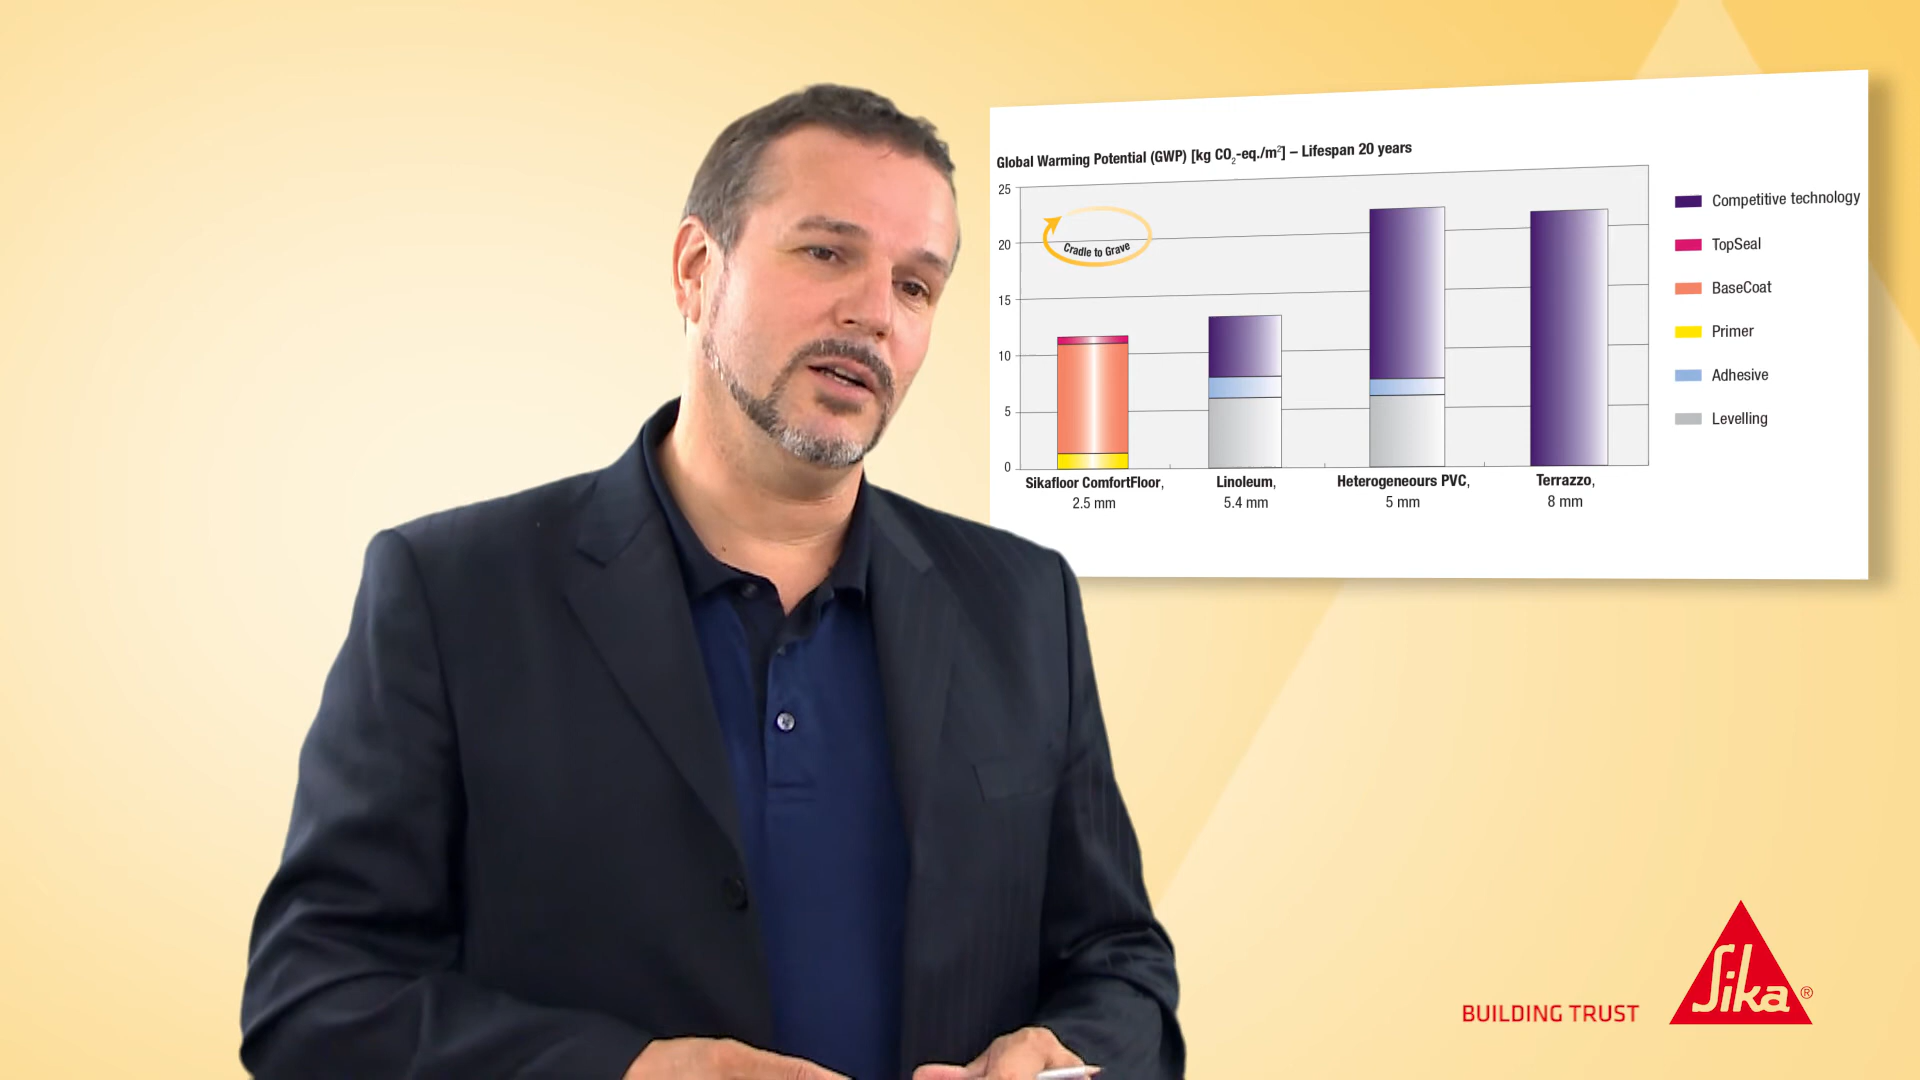 Global Warming Potential (GWP) [kg CO₂-eq./m²] – Lifespan 20 years
25
20
15
10
5
0
Cradle to Grave
Sikafloor ComfortFloor,
2.5 mm
Linoleum,
5.4 mm
Heterogeneours PVC,
5 mm
Terrazzo,
8 mm
Competitive technology
TopSeal
BaseCoat
Primer
Adhesive
Levelling
BUILDING TRUST
Sika®